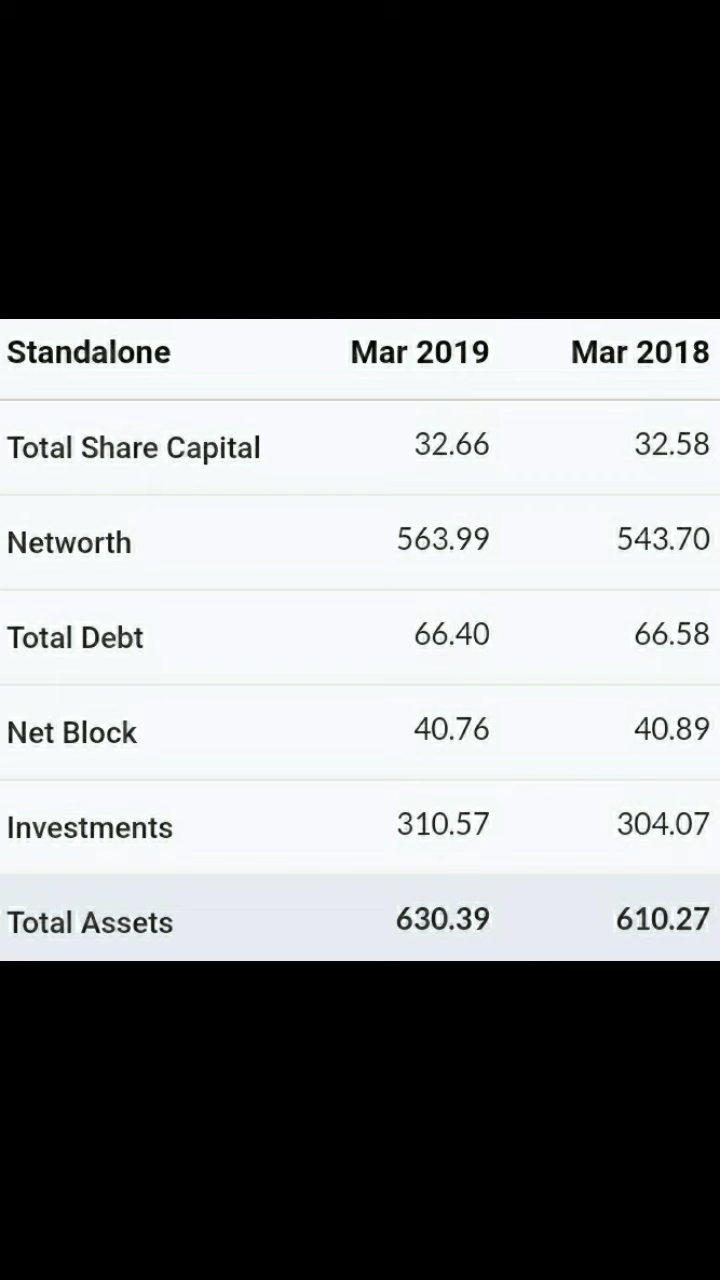 Standalone Mar 2019 Mar 2018
Total Share Capital 32.66 32.58
Networth 563.99 543.70
Total Debt 66.40 66.58
Net Block 40.76 40.89
Investments 310.57 304.07
Total Assets 630.39 610.27